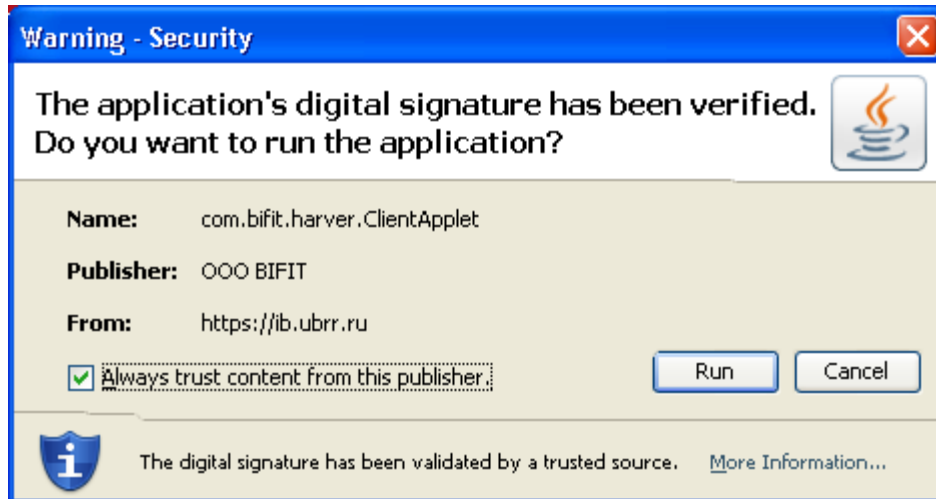 Warning - Security
The application's digital signature has been verified.
Do you want to run the application?
Name: com.bifit.harver.ClientApplet
Publisher: OOO BIFIT
From: https://ib.ubrr.ru
Always trust content from this publisher.
Run Cancel
The digital signature has been validated by a trusted source. More Information...